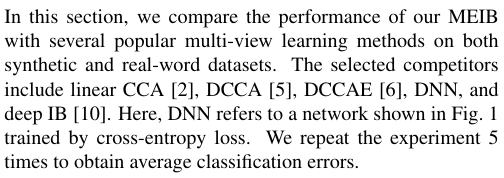 In this section, we compare the performance of our MEIB
with several popular multi-view learning methods on both
synthetic and real-word datasets. The selected competitors
include linear CCA [2], DCCA [5], DCCAE [6], DNN, and
deep IB [10]. Here, DNN refers to a network shown in Fig. 1
trained by cross-entropy loss. We repeat the experiment 5
times to obtain average classification errors.